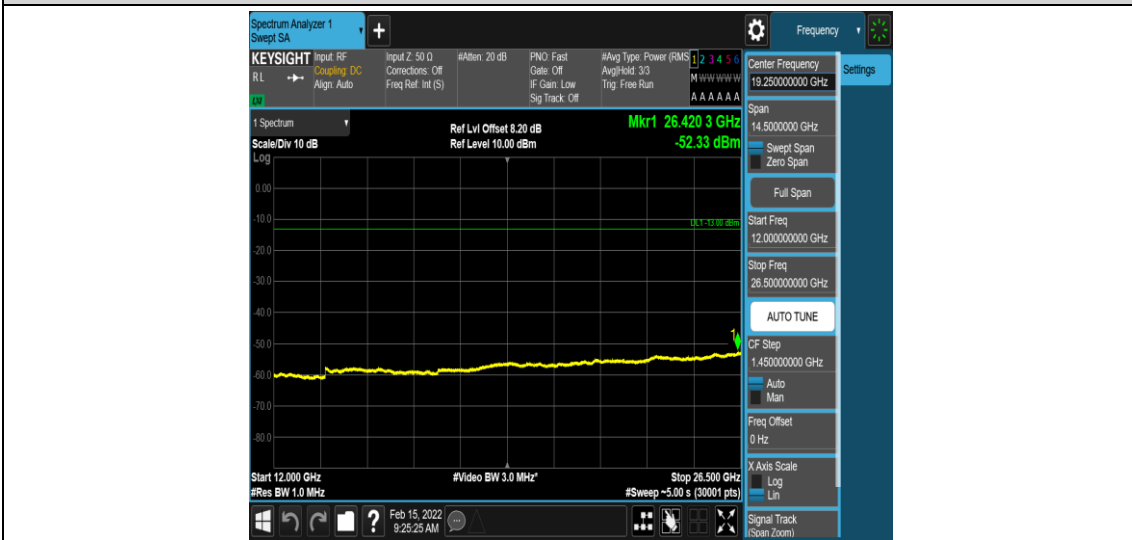 Spectrum Analyzer 1
Swept SA
+
Frequency
KEYSIGHT
RL
LXI
Input: RF
Coupling: DC
Align: Auto
Input Z: 50 Ω
Corrections: Off
Freq Ref: Int (S)
#Atten: 20 dB
PNO: Fast
Gate: Off
IF Gain: Low
Sig Track: Off
#Avg Type: Power (RMS
Avg|Hold: 3/3
Trig: Free Run
1 2 3 4 5 6
M W W W W W
A A A A A A
Center Frequency
19.250000000 GHz
Settings
Span
14.5000000 GHz
Swept Span
Zero Span
Full Span
Start Freq
12.000000000 GHz
Stop Freq
26.500000000 GHz
AUTO TUNE
CF Step
1.450000000 GHz
Auto
Man
Freq Offset
0 Hz
X Axis Scale
Log
Lin
Signal Track
(Span Zoom)
1 Spectrum
Scale/Div 10 dB
Log
Ref Lvl Offset 8.20 dB
Ref Level 10.00 dBm
Mkr1 26.420 3 GHz
-52.33 dBm
0.00
-10.0
DL1 -13.00 dBm
-20.0
-30.0
-40.0
1
-50.0
-60.0
-70.0
-80.0
Start 12.000 GHz
#Res BW 1.0 MHz
#Video BW 3.0 MHz*
Stop 26.500 GHz
#Sweep ~5.00 s (30001 pts)
?
Feb 15, 2022
9:25:25 AM